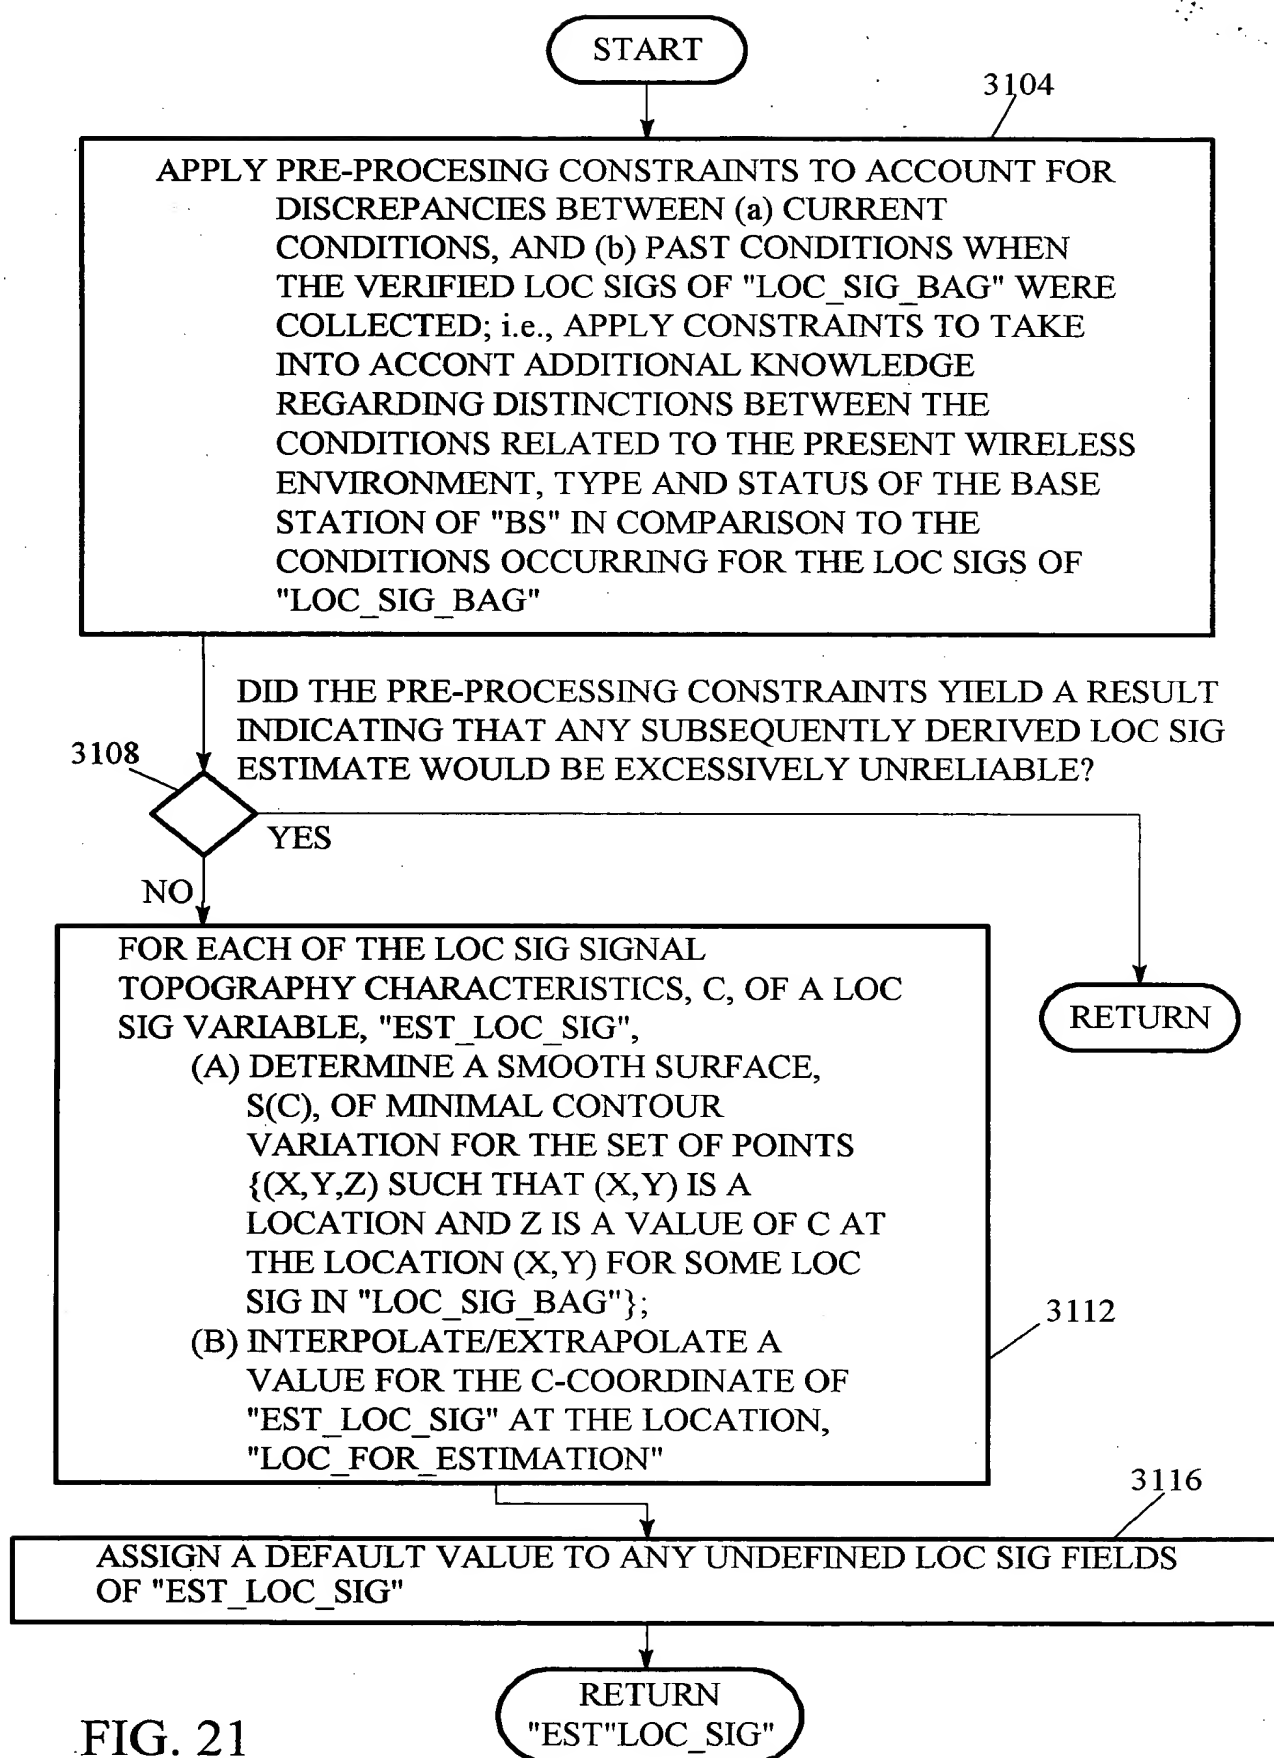 START
3104
APPLY PRE-PROCESING CONSTRAINTS TO ACCOUNT FOR
DISCREPANCIES BETWEEN (a) CURRENT
CONDITIONS, AND (b) PAST CONDITIONS WHEN
THE VERIFIED LOC SIGS OF "LOC_SIG_BAG" WERE
COLLECTED; i.e., APPLY CONSTRAINTS TO TAKE
INTO ACCONT ADDITIONAL KNOWLEDGE
REGARDING DISTINCTIONS BETWEEN THE
CONDITIONS RELATED TO THE PRESENT WIRELESS
ENVIRONMENT, TYPE AND STATUS OF THE BASE
STATION OF "BS" IN COMPARISON TO THE
CONDITIONS OCCURRING FOR THE LOC SIGS OF
"LOC_SIG_BAG"
DID THE PRE-PROCESSING CONSTRAINTS YIELD A RESULT
INDICATING THAT ANY SUBSEQUENTLY DERIVED LOC SIG
ESTIMATE WOULD BE EXCESSIVELY UNRELIABLE?
3108
YES
NO
FOR EACH OF THE LOC SIG SIGNAL
TOPOGRAPHY CHARACTERISTICS, C, OF A LOC
SIG VARIABLE, "EST_LOC_SIG",
(A) DETERMINE A SMOOTH SURFACE,
S(C), OF MINIMAL CONTOUR
VARIATION FOR THE SET OF POINTS
{(X,Y,Z) SUCH THAT (X,Y) IS A
LOCATION AND Z IS A VALUE OF C AT
THE LOCATION (X,Y) FOR SOME LOC
SIG IN "LOC_SIG_BAG"};
(B) INTERPOLATE/EXTRAPOLATE A
VALUE FOR THE C-COORDINATE OF
"EST_LOC_SIG" AT THE LOCATION,
"LOC_FOR_ESTIMATION"
RETURN
3112
3116
ASSIGN A DEFAULT VALUE TO ANY UNDEFINED LOC SIG FIELDS
OF "EST_LOC_SIG"
RETURN
"EST"LOC_SIG"
FIG. 21